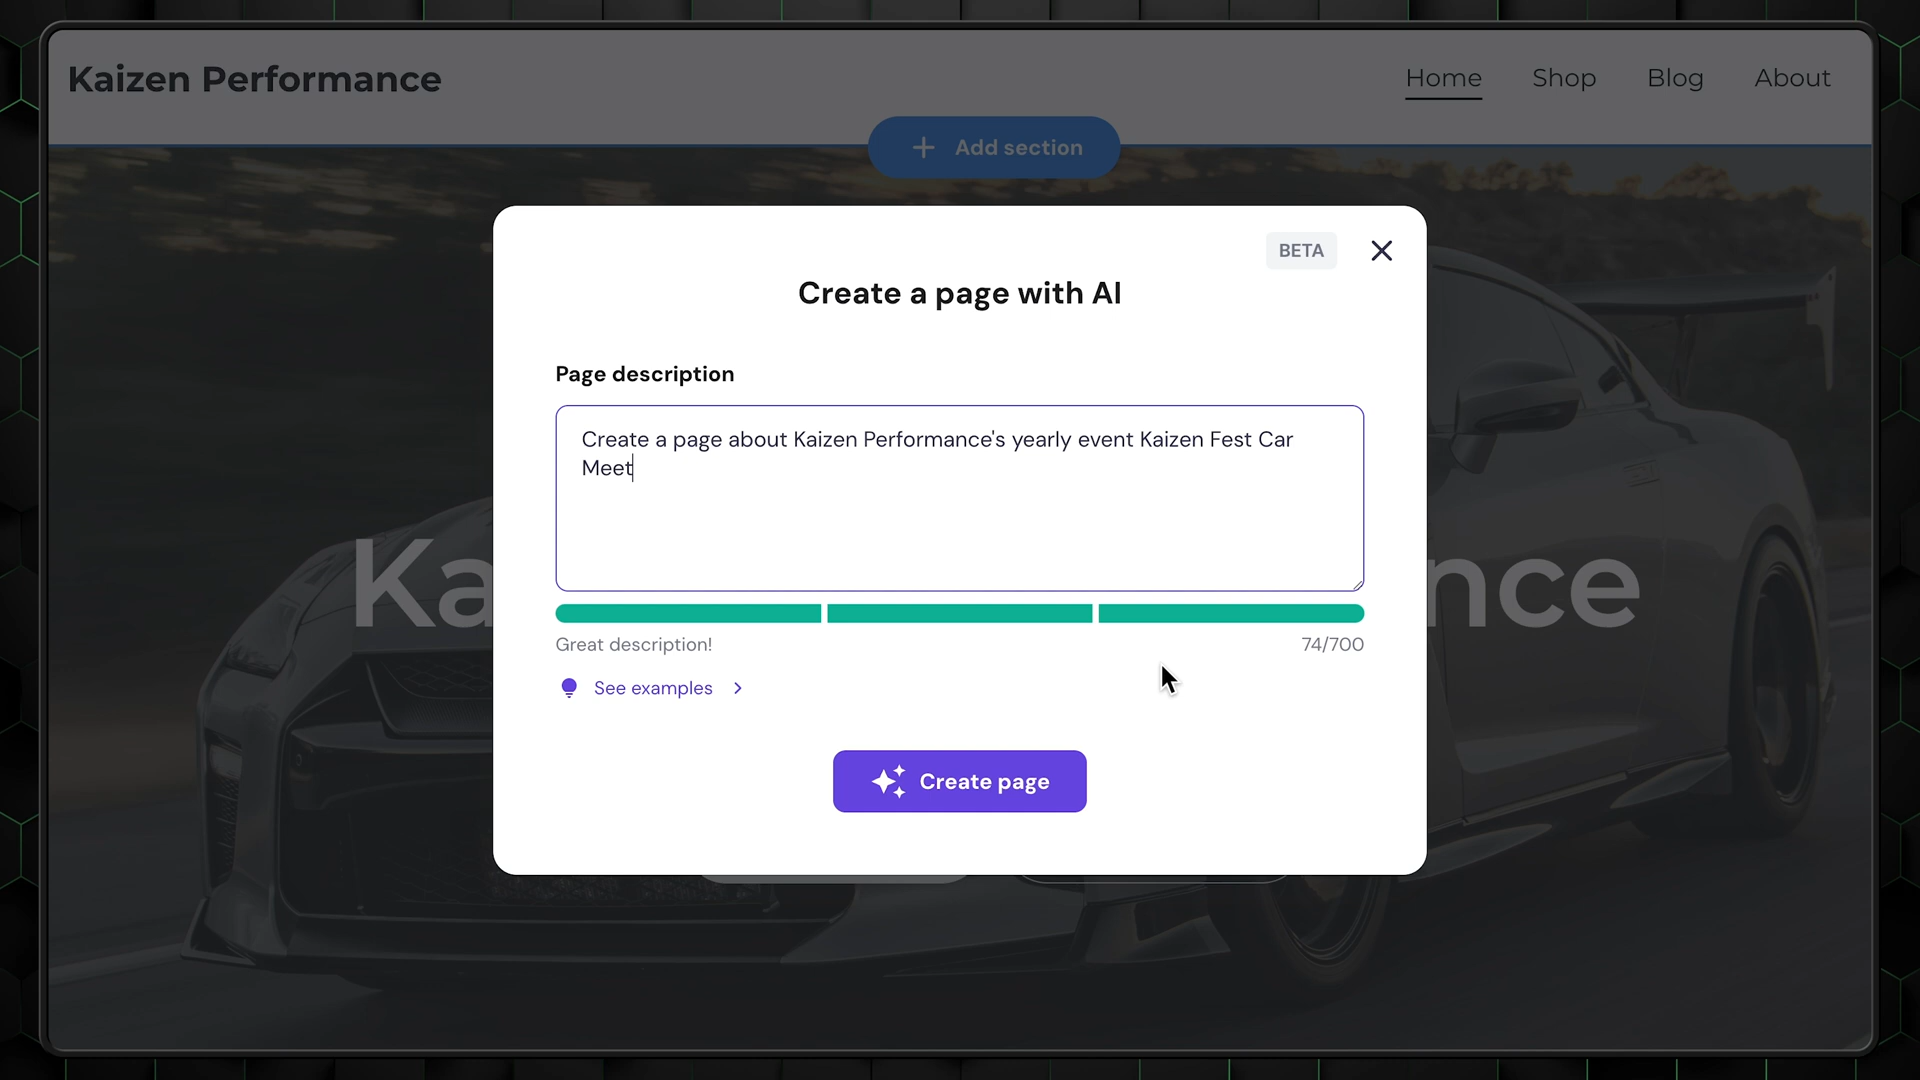 Kaizen Performance
Home Shop Blog About
+ Add section
BETA
Create a page with AI
Page description
Create a page about Kaizen Performance's yearly event Kaizen Fest Car
Meet
Ka nce
Great description! 74/700
See examples
Create page